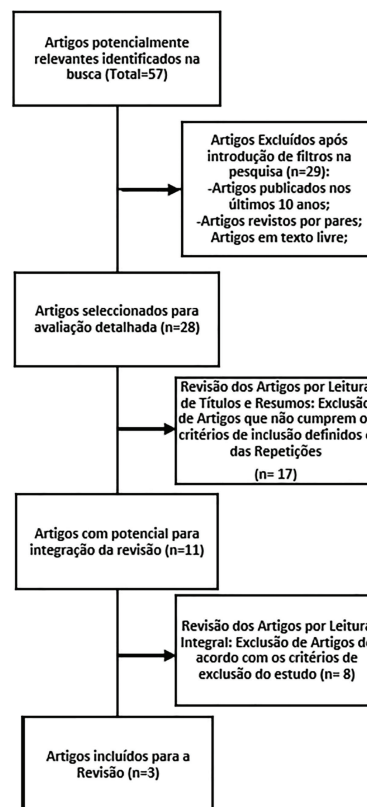 Artigos potencialmente
relevantes identificados na
busca (Total=57)
Artigos Excluídos após
introdução de filtros na
pesquisa (n=29):
-Artigos publicados nos
últimos 10 anos;
-Artigos revistos por pares;
Artigos em texto livre;
Artigos seleccionados para
avaliação detalhada (n=28)
Revisão dos Artigos por Leitura
de Títulos e Resumos: Exclusão
de Artigos que não cumprem o
critérios de inclusão definidos
das Repetições
(n= 17)
Artigos com potencial para
integração da revisão (n=11)
Revisão dos Artigos por Leitura
Integral: Exclusão de Artigos de
acordo com os critérios de
exclusão do estudo (n= 8)
Artigos incluídos para a
Revisão (n=3)